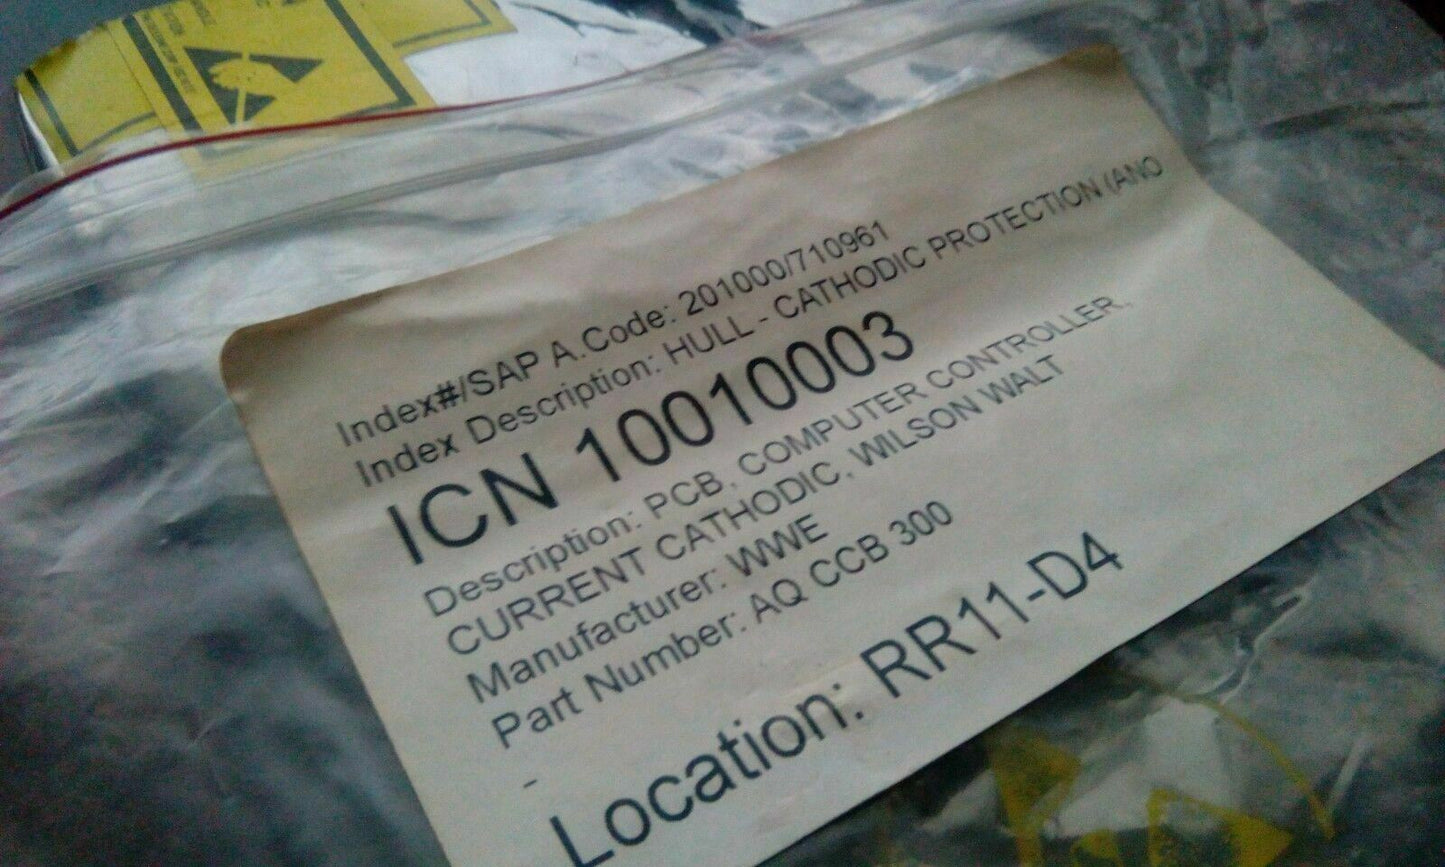 Index#/SAP A.Code: 201000/710961
Index Description: HULL - CATHODIC PROTECTION (ANO
ICN 10010003
Description: PCB, COMPUTER CONTROLLER,
CURRENT CATHODIC, WILSON WALT
Manufacturer: WWE
Part Number: AQ CCB 300
-
Location: RR11-D4